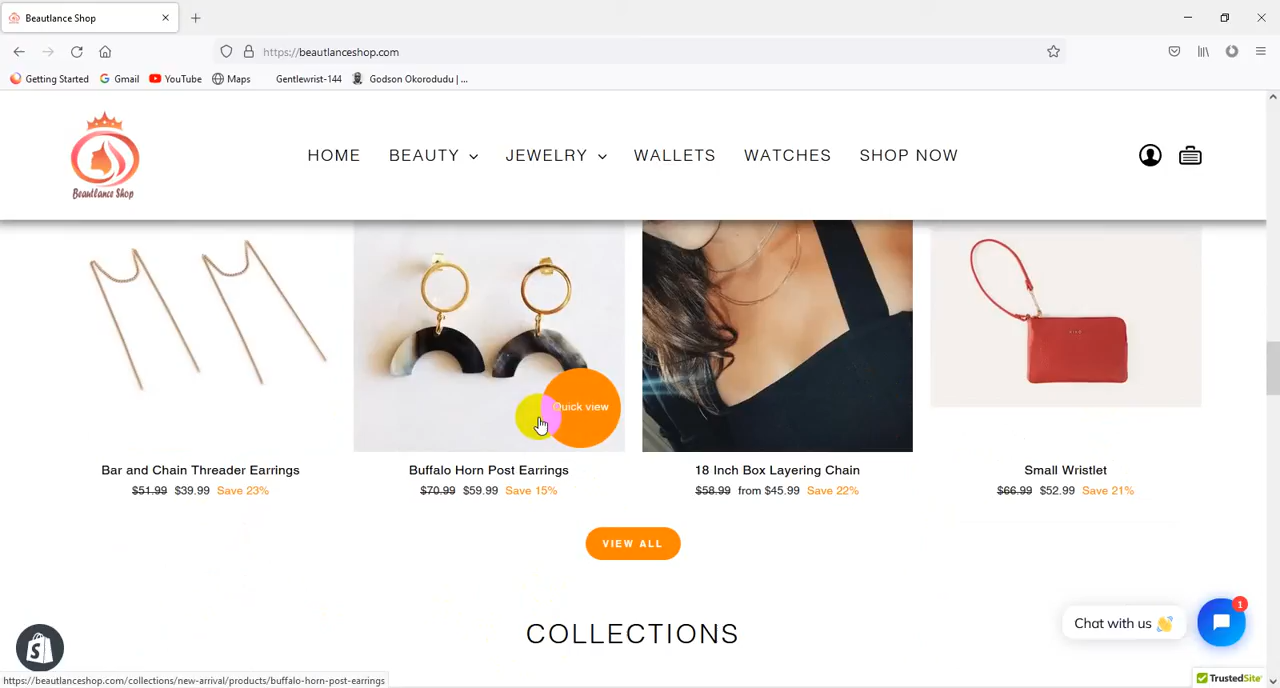 Beautlance Shop
https://beautlanceshop.com
Getting Started
Gmail
YouTube
Maps
Gentlewrist-144
Godson Okorodudu | ...
Beautlance Shop
HOME
BEAUTY
JEWELRY
WALLETS
WATCHES
SHOP NOW
Quick view
Bar and Chain Threader Earrings
$51.99 $39.99 Save 23%
Buffalo Horn Post Earrings
$70.99 $59.99 Save 15%
18 Inch Box Layering Chain
$58.99 from $45.99 Save 22%
Small Wristlet
$66.99 $52.99 Save 21%
VIEW ALL
COLLECTIONS
Chat with us 👋
1
https://beautlanceshop.com/collections/new-arrival/products/buffalo-horn-post-earrings
TrustedSite